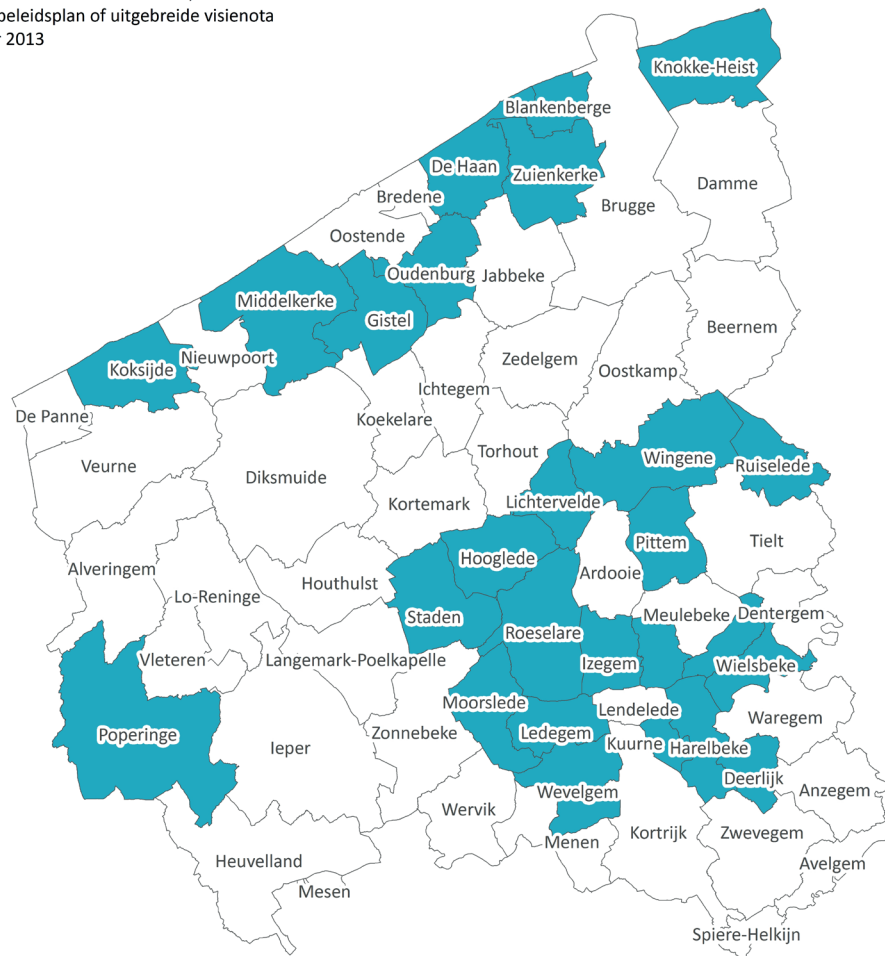 beleidsplan of uitgebreide visienota
2013
Knokke-Heist
Blankenberge
De Haan
Zuienkerke
Damme
Bredene
Brugge
Oostende
Oudenburg
Jabbeke
Middelkerke
Gistel
Beernem
Nieuwpoort
Koksijde
Zedelgem
Oostkamp
Ichtegem
De Panne
Koekelare
Torhout
Wingene
Ruiselede
Veurne
Diksmuide
Kortemark
Lichtervelde
Pittem
Tielt
Hooglede
Alveringem
Houthulst
Ardooie
Lo-Reninge
Staden
Meulebeke
Dentergem
Roeselare
Vleteren
Langemark-Poelkapelle
Izegem
Wielsbeke
Moorslede
Lendelede
Waregem
Poperinge
Ieper
Zonnebeke
Ledegem
Kuurne
Harelbeke
Deerlijk
Wevelgem
Anzegem
Wervik
Menen
Kortrijk
Zwevegem
Heuvelland
Avelgem
Mesen
Spiere-Helkijn